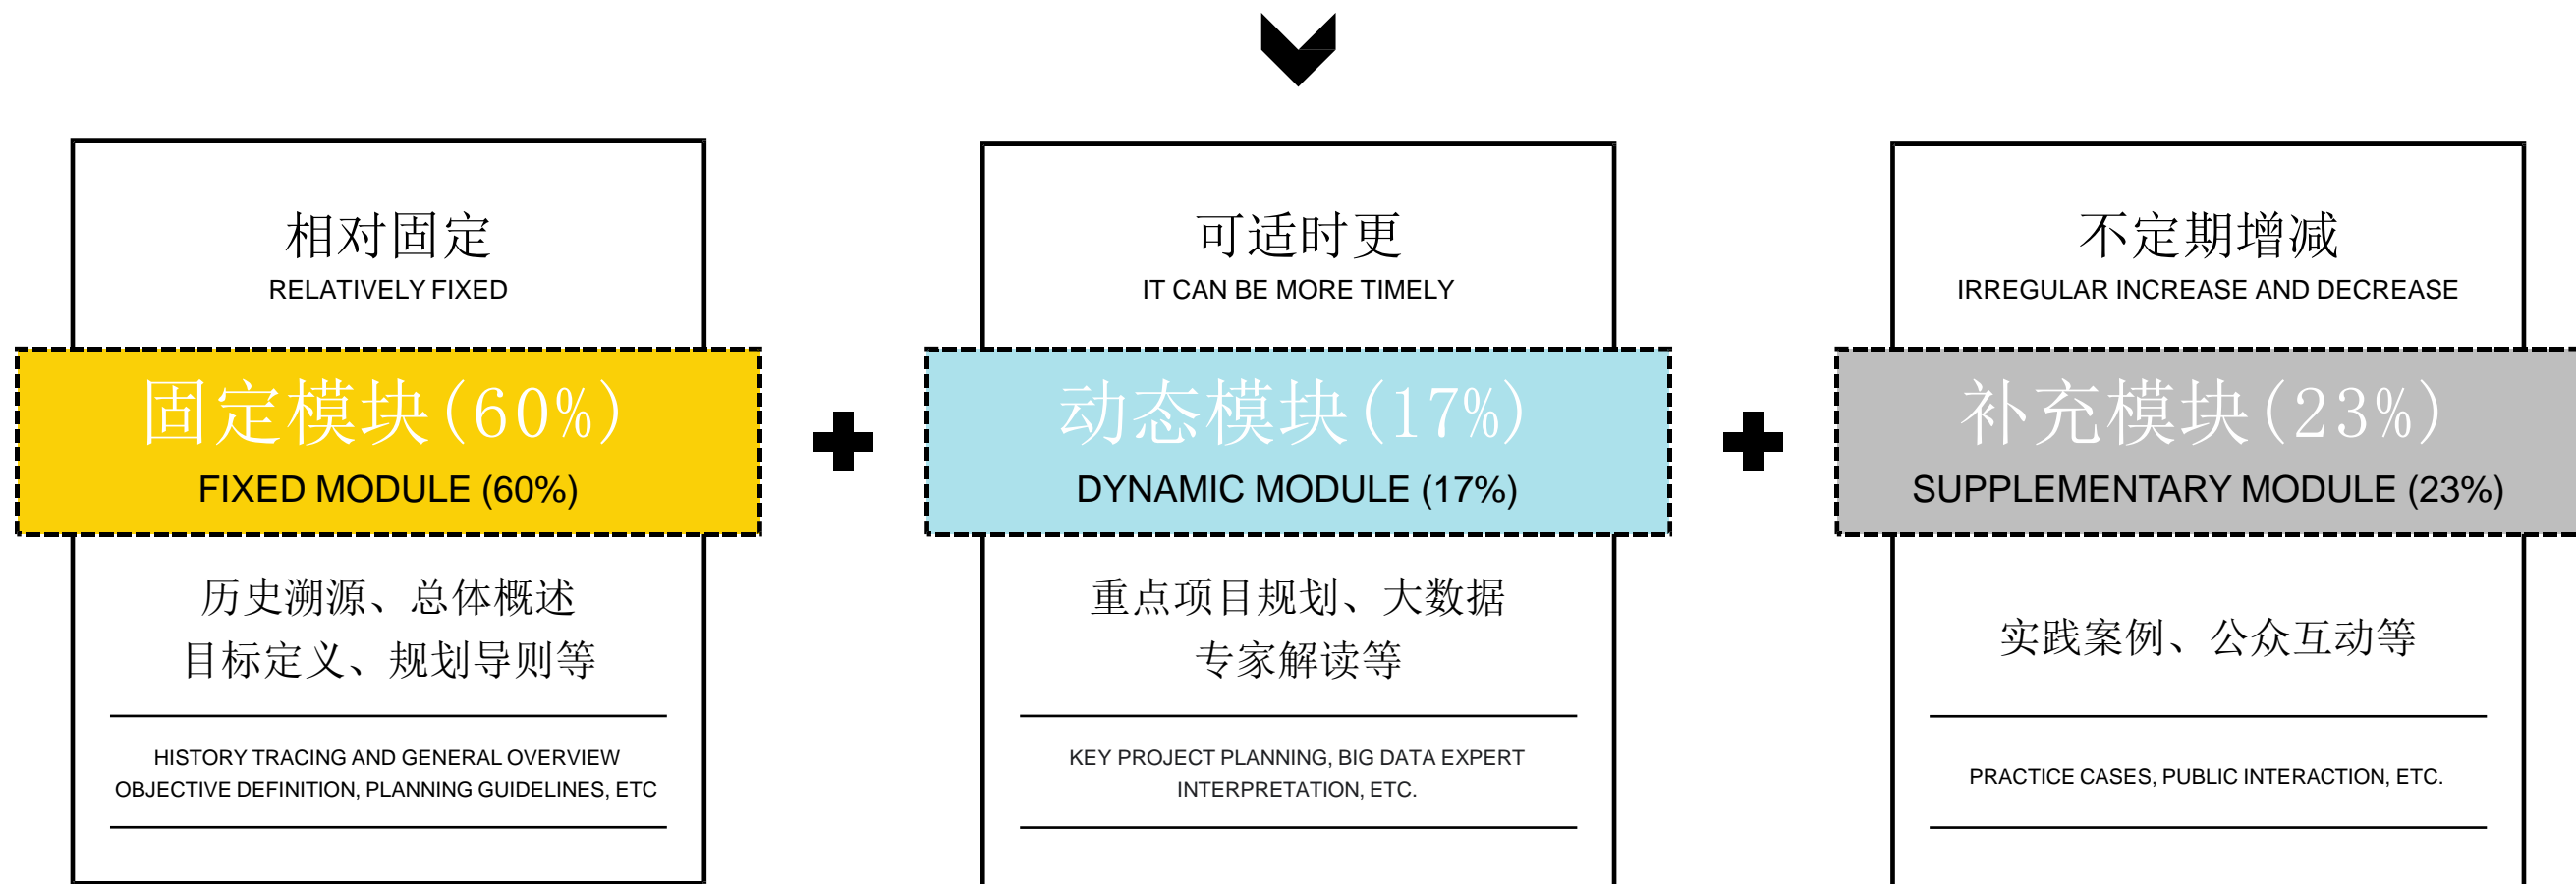 相对固定
RELATIVELY FIXED
固定模块(60%)
FIXED MODULE (60%)
历史溯源、总体概述
目标定义、规划导则等
HISTORY TRACING AND GENERAL OVERVIEW
OBJECTIVE DEFINITION, PLANNING GUIDELINES, ETC
可适时更
IT CAN BE MORE TIMELY
动态模块(17%)
DYNAMIC MODULE (17%)
重点项目规划、大数据
专家解读等
KEY PROJECT PLANNING, BIG DATA EXPERT
INTERPRETATION, ETC.
不定期增减
IRREGULAR INCREASE AND DECREASE
补充模块(23%)
SUPPLEMENTARY MODULE (23%)
实践案例、公众互动等
PRACTICE CASES, PUBLIC INTERACTION, ETC.